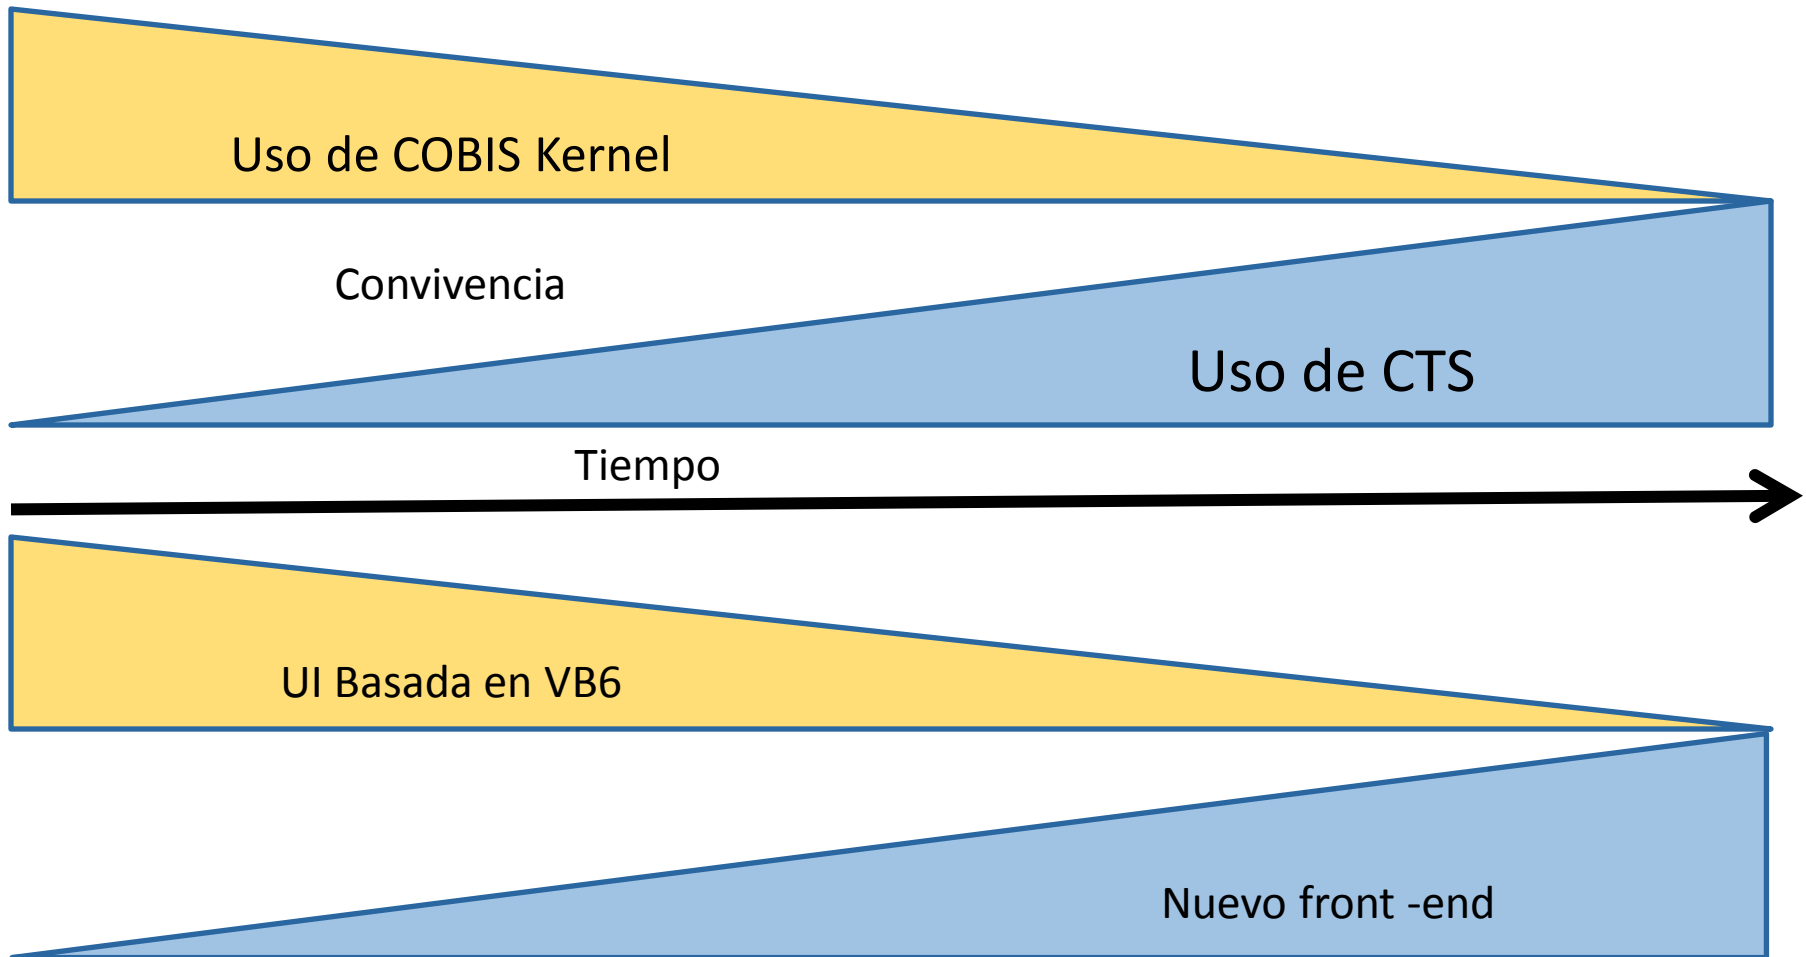 Uso de COBIS Kernel
Convivencia
Uso de CTS
Tiempo
UI Basada en VB6
Nuevo front -end